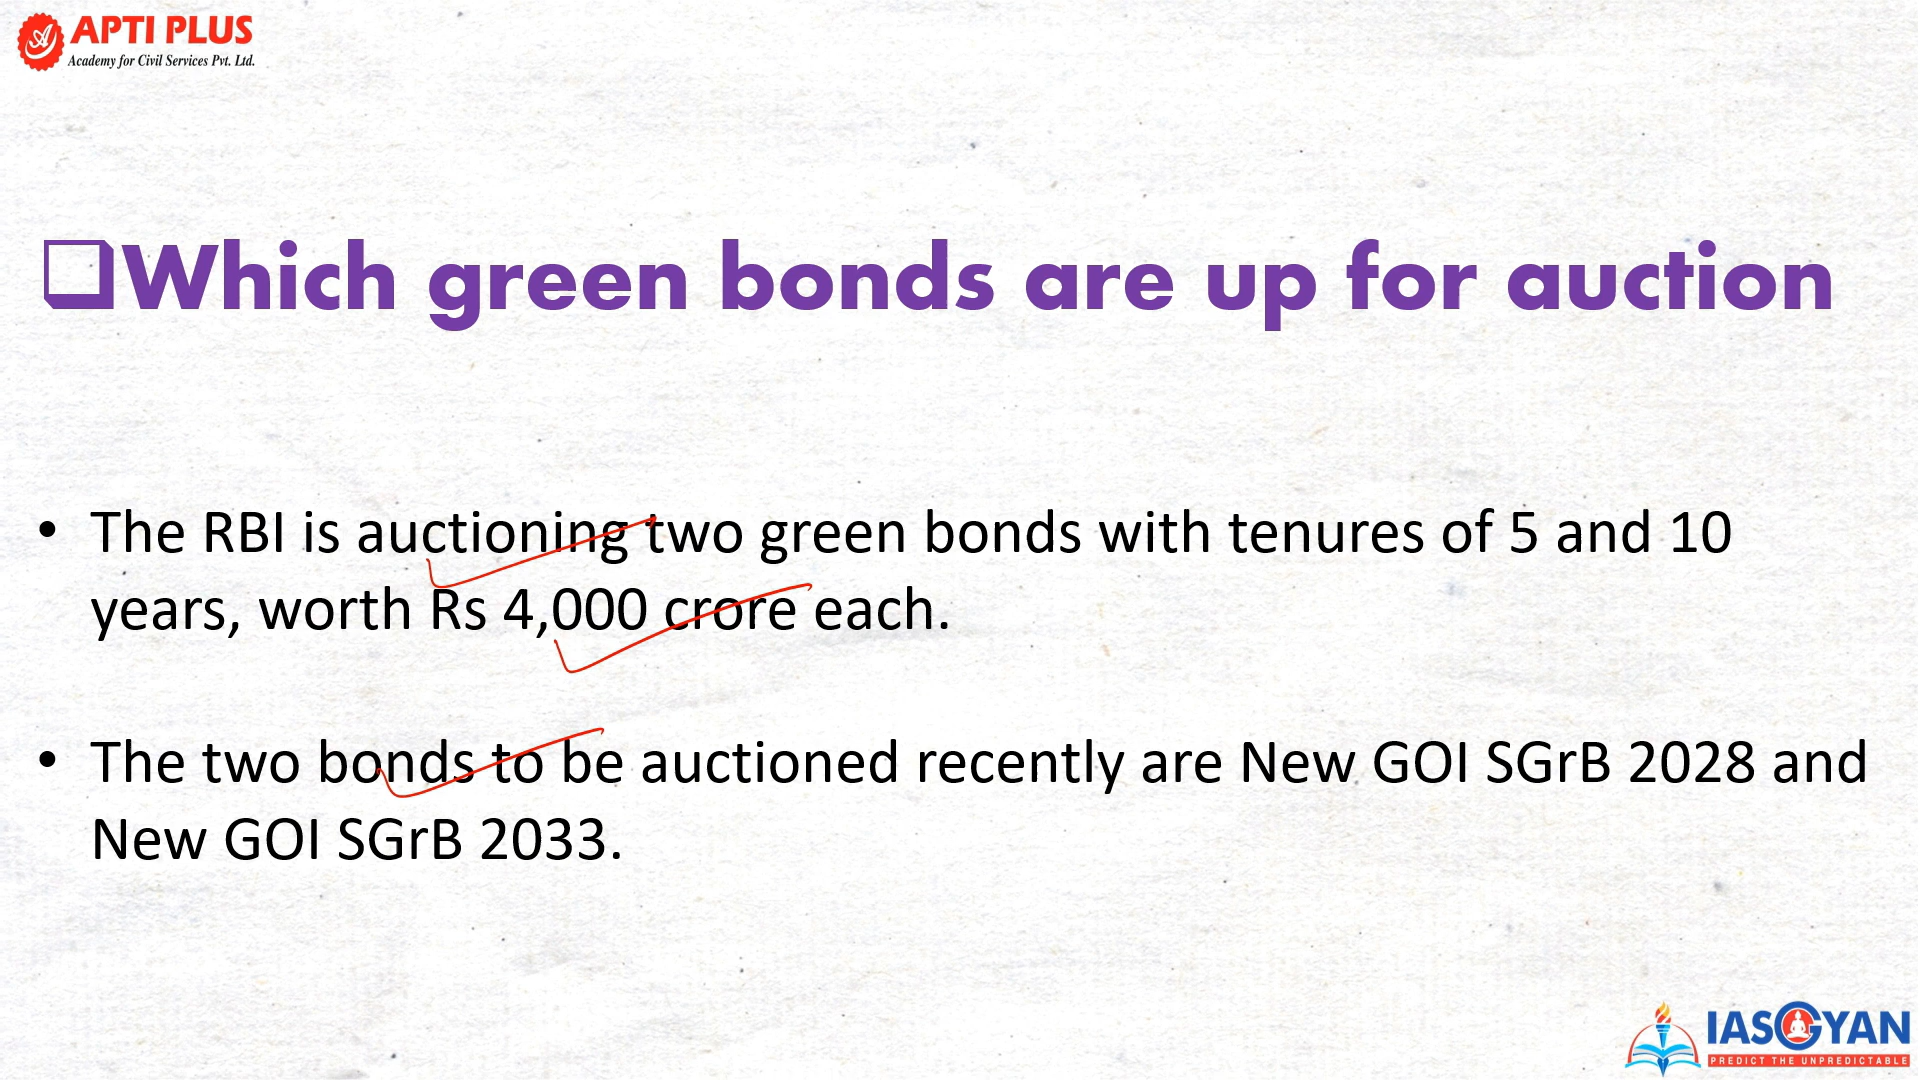 APTI PLUS
Academy for Civil Services Pvt. Ltd.
Which green bonds are up for auction
• The RBI is auctioning two green bonds with tenures of 5 and 10
years, worth Rs 4,000 crore each.
• The two bonds to be auctioned recently are New GOI SGrB 2028 and
New GOI SGrB 2033.
IASGYAN
PREDICT THE UNPREDICTABLE